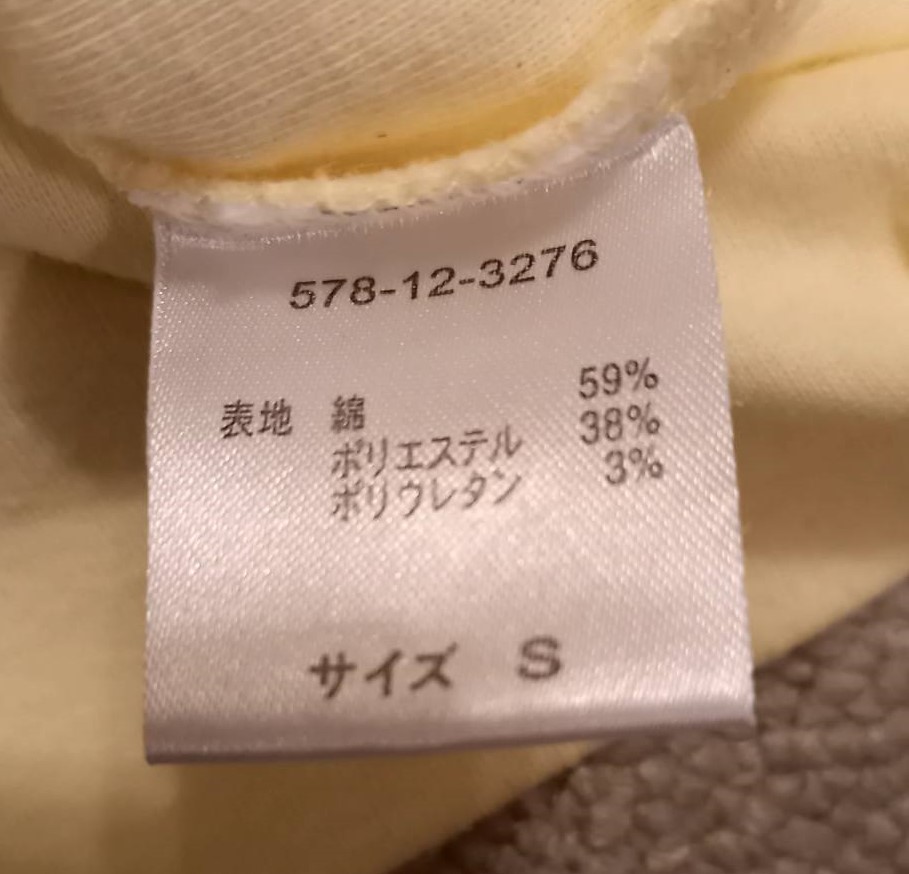 578-12-3276
表地 綿 59%
ポリエステル 38%
ポリウレタン 3%
サイズ S